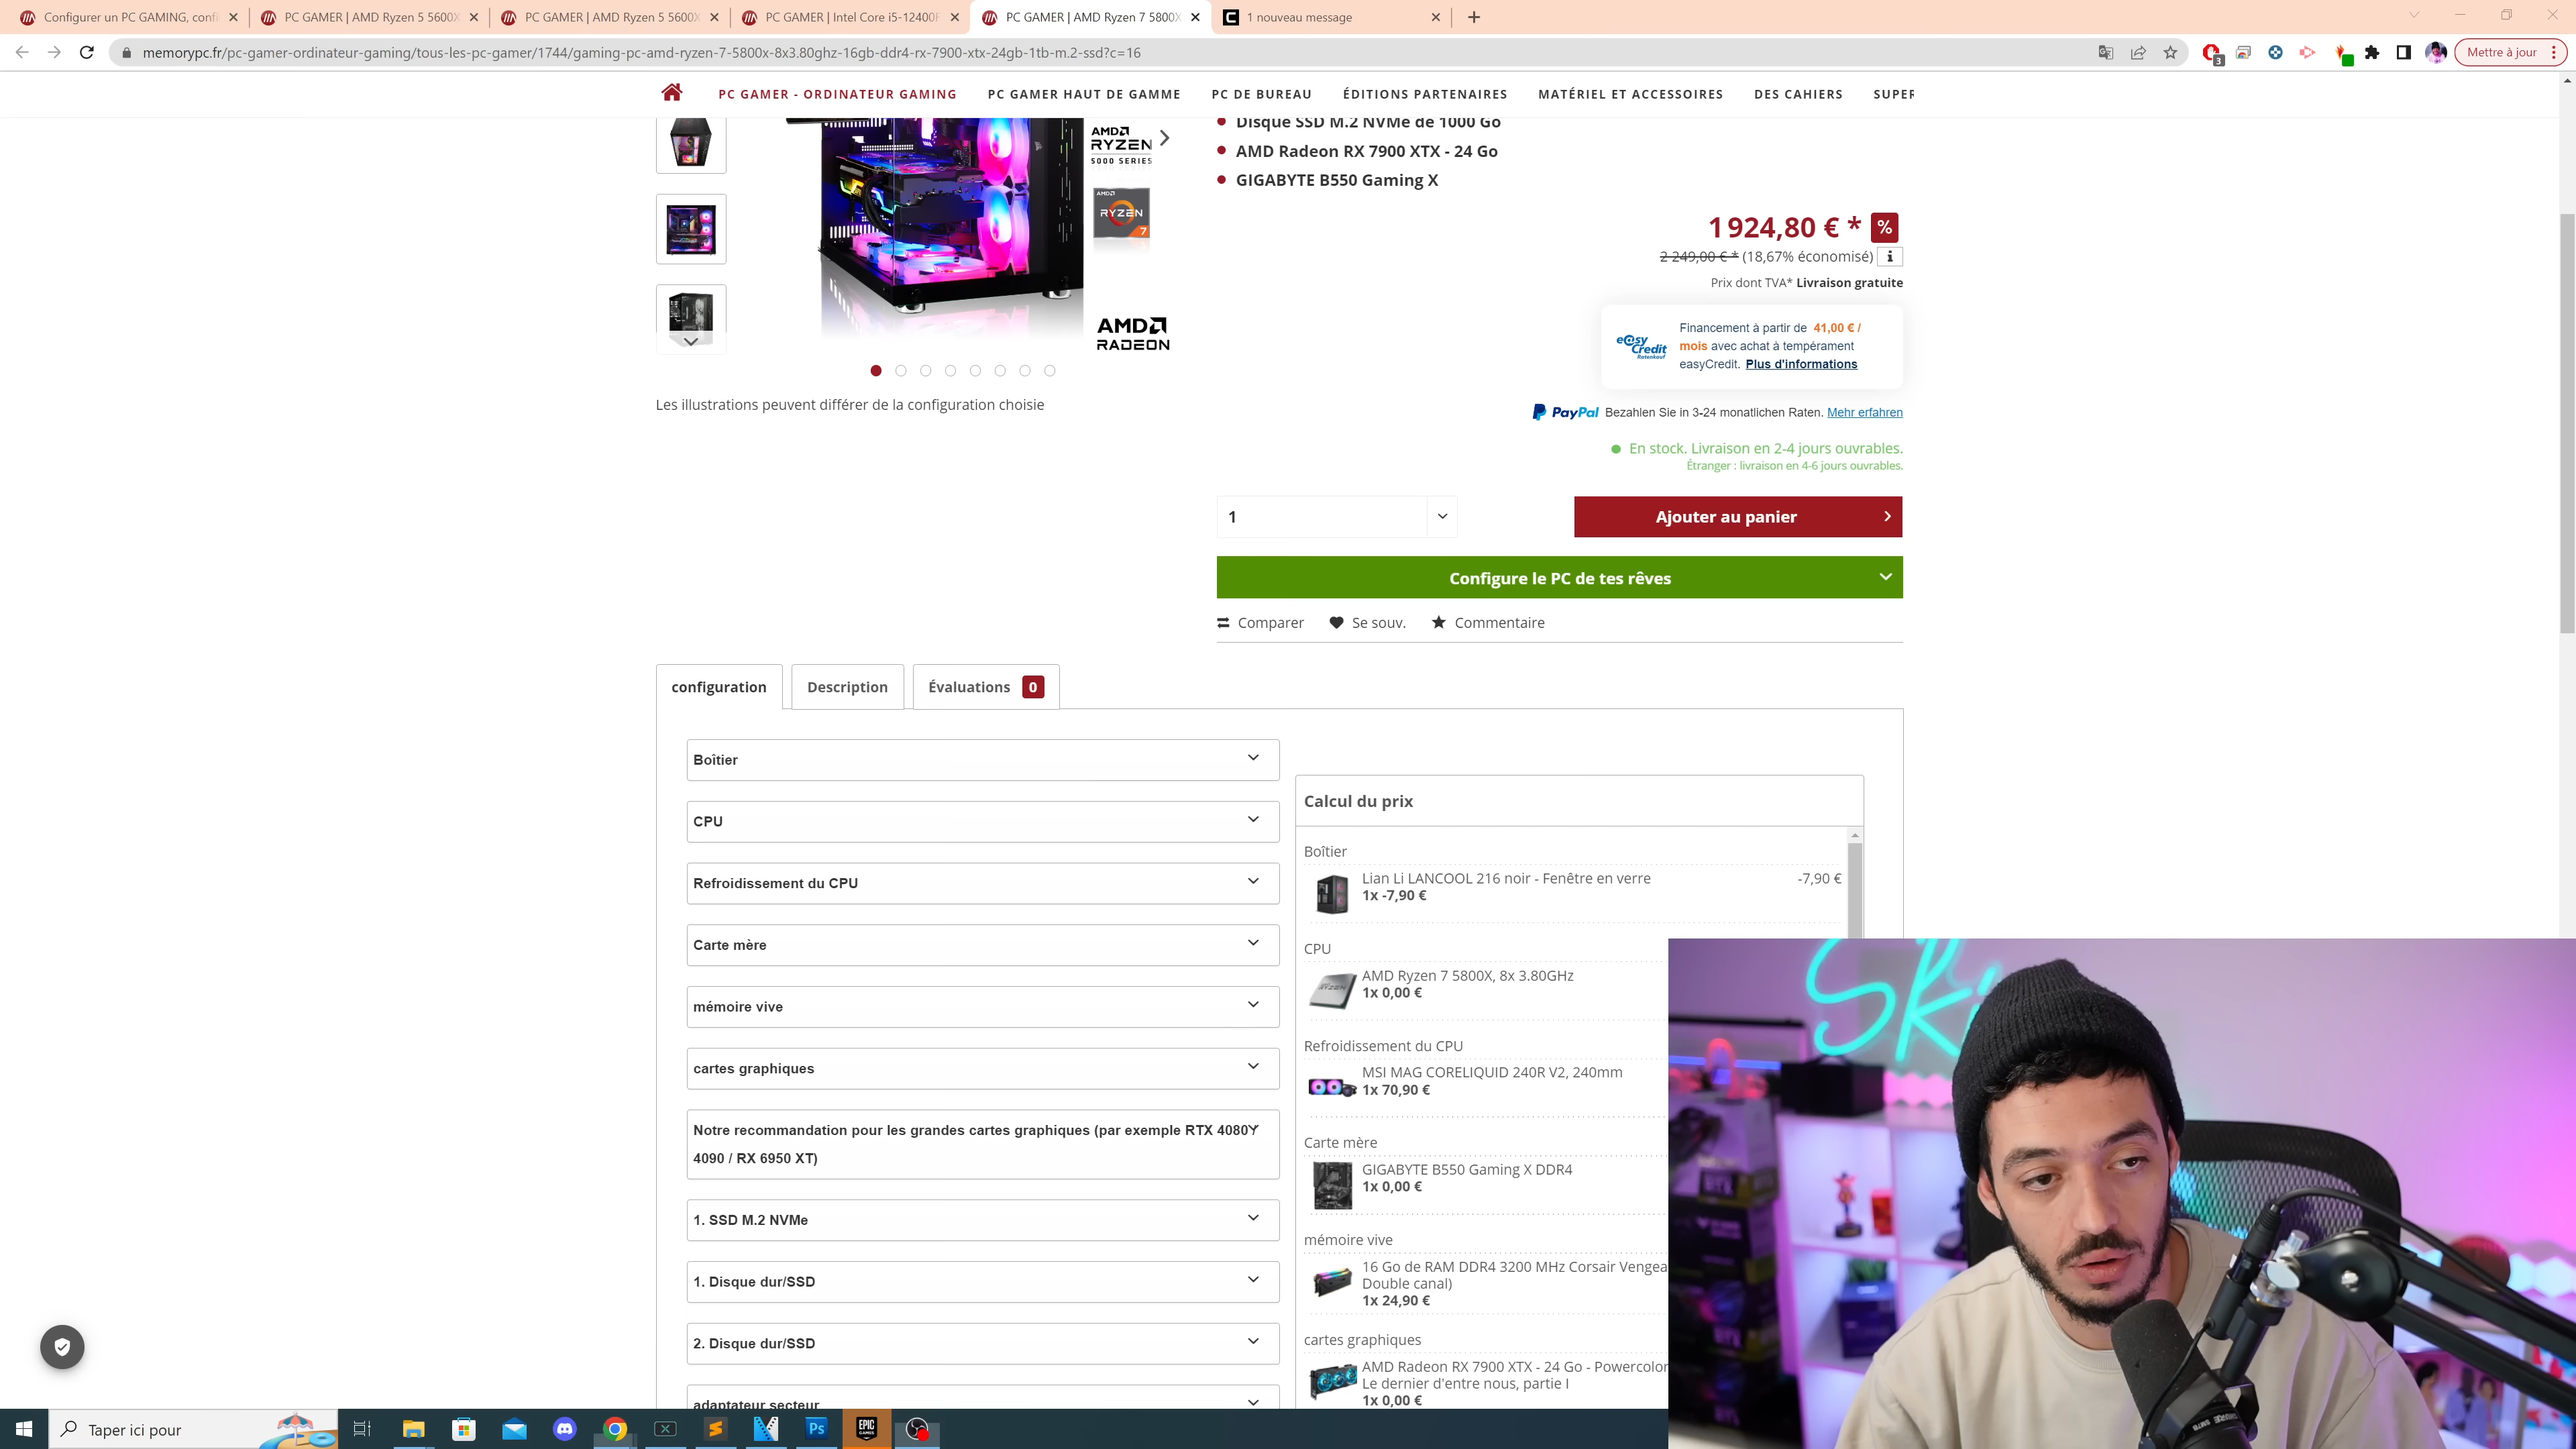 Configurer un PC GAMING, confi
PC GAMER | AMD Ryzen 5 5600X
PC GAMER | AMD Ryzen 5 5600X
PC GAMER | Intel Core i5-12400F
PC GAMER | AMD Ryzen 7 5800X
1 nouveau message
memorypc.fr/pc-gamer-ordinateur-gaming/tous-les-pc-gamer/1744/gaming-pc-amd-ryzen-7-5800x-8x3.80ghz-16gb-ddr4-rx-7900-xtx-24gb-1tb-m.2-ssd?c=16
3
Mettre à jour
PC GAMER - ORDINATEUR GAMING
PC GAMER HAUT DE GAMME
PC DE BUREAU
ÉDITIONS PARTENAIRES
MATÉRIEL ET ACCESSOIRES
DES CAHIERS
SUPER
AMD
RYZEN
5000 SERIES
AMD
RYZEN
7
AMD
RADEON
Les illustrations peuvent différer de la configuration choisie
Disque SSD M.2 NVMe de 1000 Go
AMD Radeon RX 7900 XTX - 24 Go
GIGABYTE B550 Gaming X
1 924,80 € * %
2 249,00 € * (18,67% économisé) i
Prix dont TVA* Livraison gratuite
easyCredit
Ratenkauf
Financement à partir de 41,00 € /
mois avec achat à tempérament
easyCredit. Plus d'informations
PayPal Bezahlen Sie in 3-24 monatlichen Raten. Mehr erfahren
En stock. Livraison en 2-4 jours ouvrables.
Étranger : livraison en 4-6 jours ouvrables.
1
Ajouter au panier
Configure le PC de tes rêves
Comparer
Se souv.
Commentaire
configuration
Description
Évaluations 0
Boîtier
CPU
Refroidissement du CPU
Carte mère
mémoire vive
cartes graphiques
Notre recommandation pour les grandes cartes graphiques (par exemple RTX 4080 /
4090 / RX 6950 XT)
1. SSD M.2 NVMe
1. Disque dur/SSD
2. Disque dur/SSD
adaptateur secteur
Calcul du prix
Boîtier
Lian Li LANCOOL 216 noir - Fenêtre en verre
-7,90 €
1x -7,90 €
CPU
AMD Ryzen 7 5800X, 8x 3.80GHz
1x 0,00 €
Refroidissement du CPU
MSI MAG CORELIQUID 240R V2, 240mm
1x 70,90 €
Carte mère
GIGABYTE B550 Gaming X DDR4
1x 0,00 €
mémoire vive
16 Go de RAM DDR4 3200 MHz Corsair Vengea
Double canal)
1x 24,90 €
cartes graphiques
AMD Radeon RX 7900 XTX - 24 Go - Powercolor
Le dernier d'entre nous, partie I
1x 0,00 €
Taper ici pour
Ps
EPIC
GAMES